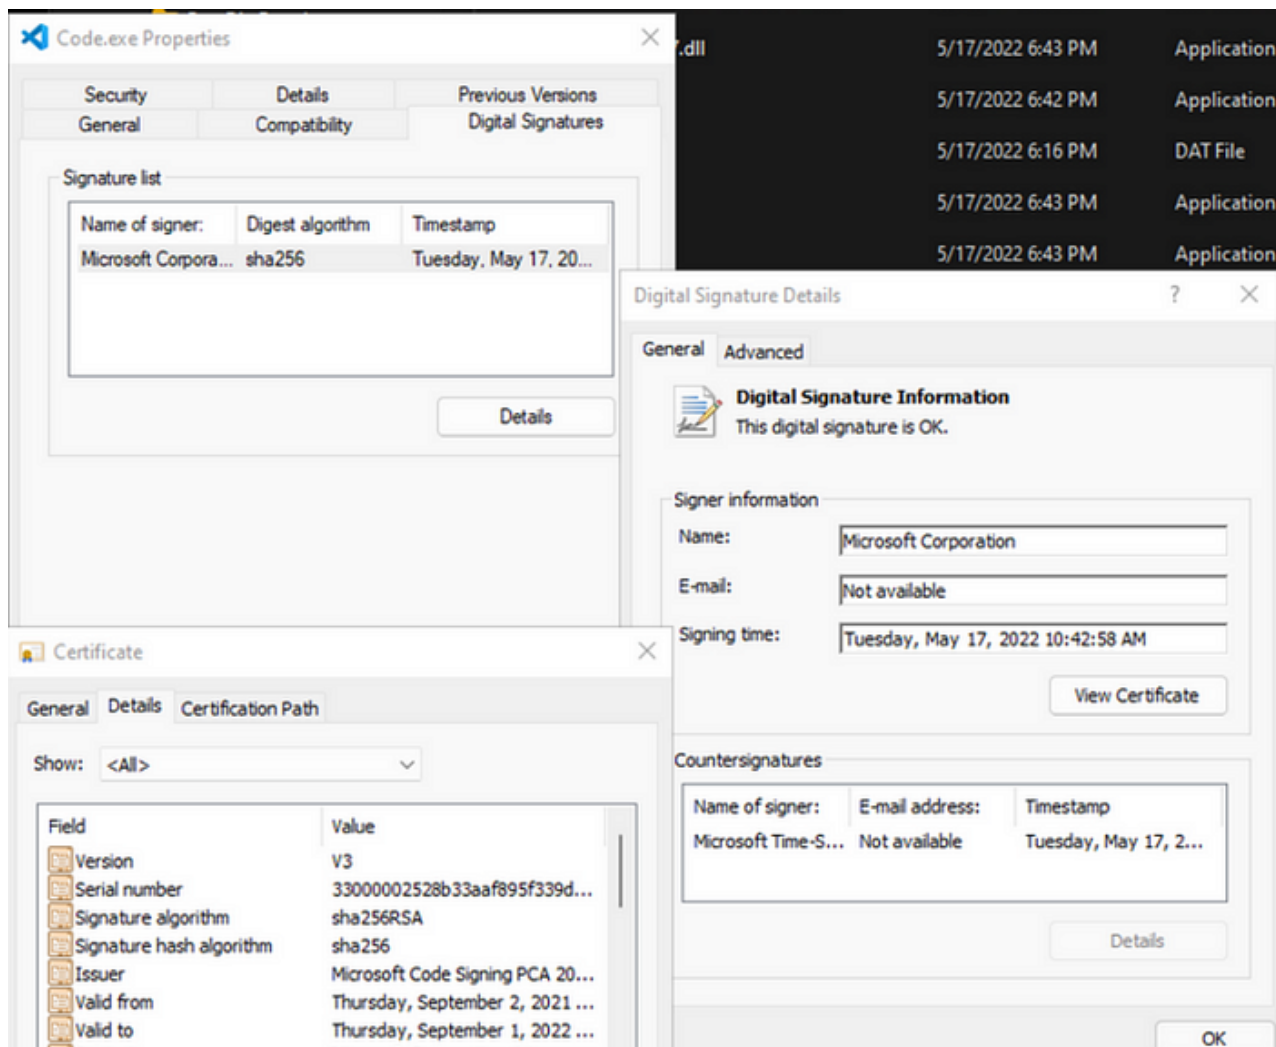 Code.exe Properties
Security Details Previous Versions
General Compatibility Digital Signatures
Signature list
Name of signer: Digest algorithm Timestamp
Microsoft Corpora... sha256 Tuesday, May 17, 20...
Details
.dll 5/17/2022 6:43 PM Application
5/17/2022 6:42 PM Application
5/17/2022 6:16 PM DAT File
5/17/2022 6:43 PM Application
5/17/2022 6:43 PM Application
Digital Signature Details ?
General Advanced
Digital Signature Information
This digital signature is OK.
Signer information
Name: Microsoft Corporation
E-mail: Not available
Signing time: Tuesday, May 17, 2022 10:42:58 AM
View Certificate
Countersignatures
Name of signer: E-mail address: Timestamp
Microsoft Time-S... Not available Tuesday, May 17, 2...
Details
OK
Certificate
General Details Certification Path
Show: <All>
Field Value
Version V3
Serial number 33000002528b33aaf895f339d...
Signature algorithm sha256RSA
Signature hash algorithm sha256
Issuer Microsoft Code Signing PCA 20...
Valid from Thursday, September 2, 2021 ...
Valid to Thursday, September 1, 2022 ...